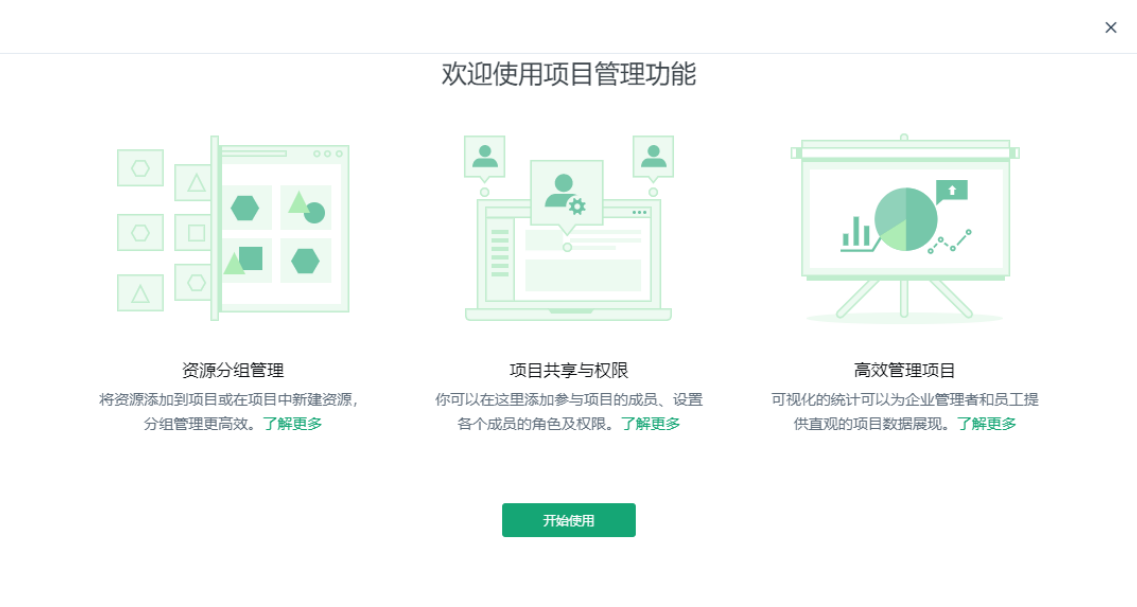 欢迎使用项目管理功能
资源分组管理
将资源添加到项目或在项目中新建资源，
分组管理更高效。了解更多
项目共享与权限
你可以在这里添加参与项目的成员、设置
各个成员的角色及权限。了解更多
高效管理项目
可视化的统计可以为企业管理者和员工提
供直观的项目数据展现。了解更多
开始使用